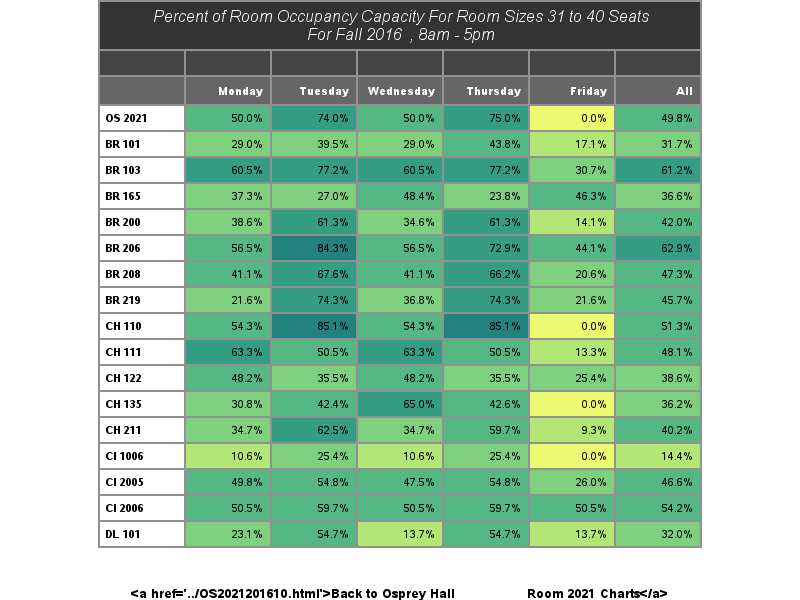 Percent of Room Occupancy Capacity For Room Sizes 31 to 40 Seats
For Fall 2016 , 8am - 5pm
Monday Tuesday Wednesday Thursday Friday All
OS 2021 50.0% 74.0% 50.0% 75.0% 0.0% 49.8%
BR 101 29.0% 39.5% 29.0% 43.8% 17.1% 31.7%
BR 103 60.5% 77.2% 60.5% 77.2% 30.7% 61.2%
BR 165 37.3% 27.0% 48.4% 23.8% 46.3% 36.6%
BR 200 38.6% 61.3% 34.6% 61.3% 14.1% 42.0%
BR 206 56.5% 84.3% 56.5% 72.9% 44.1% 62.9%
BR 208 41.1% 67.6% 41.1% 66.2% 20.6% 47.3%
BR 219 21.6% 74.3% 36.8% 74.3% 21.6% 45.7%
CH 110 54.3% 85.1% 54.3% 85.1% 0.0% 51.3%
CH 111 63.3% 50.5% 63.3% 50.5% 13.3% 48.1%
CH 122 48.2% 35.5% 48.2% 35.5% 25.4% 38.6%
CH 135 30.8% 42.4% 65.0% 42.6% 0.0% 36.2%
CH 211 34.7% 62.5% 34.7% 59.7% 9.3% 40.2%
CI 1006 10.6% 25.4% 10.6% 25.4% 0.0% 14.4%
CI 2005 49.8% 54.8% 47.5% 54.8% 26.0% 46.6%
CI 2006 50.5% 59.7% 50.5% 59.7% 50.5% 54.2%
DL 101 23.1% 54.7% 13.7% 54.7% 13.7% 32.0%
<a href='../OS2021201610.html'>Back to Osprey Hall Room 2021 Charts</a>